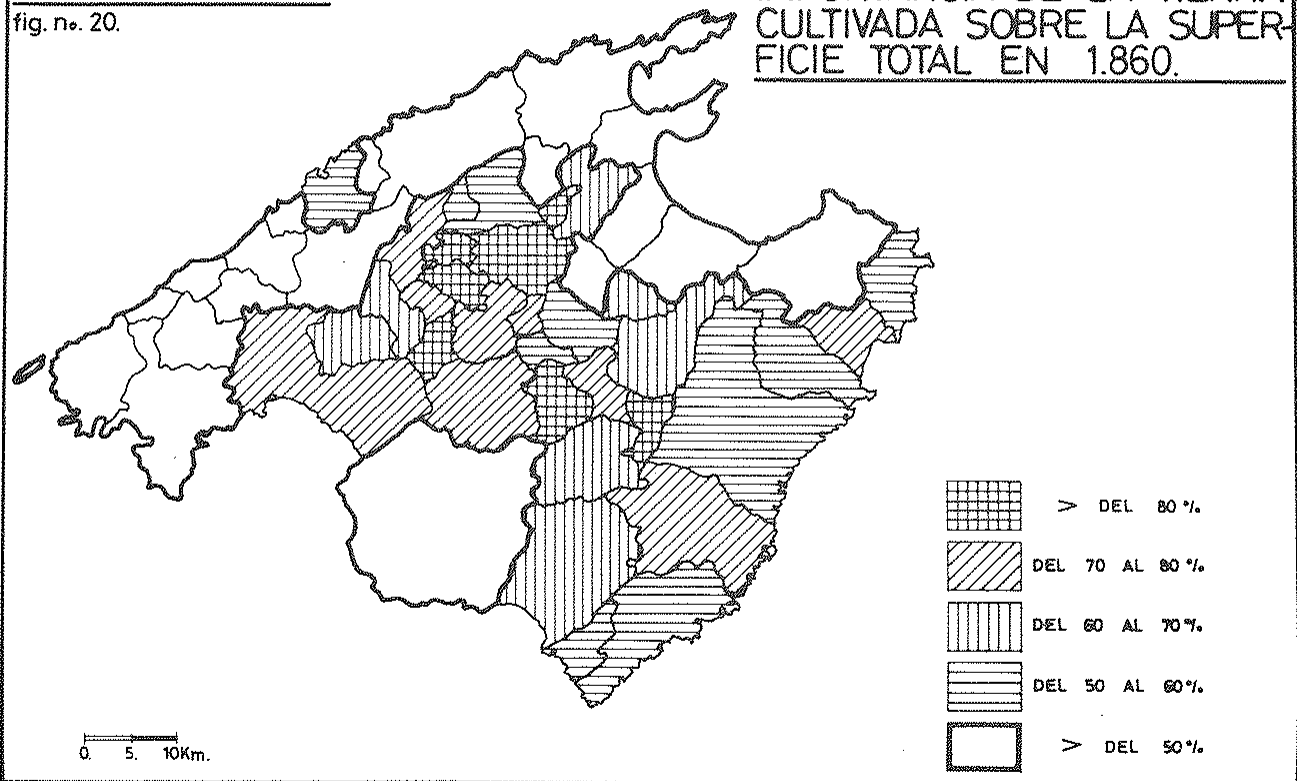 fig. no. 20.
CULTIVADA SOBRE LA SUPER-
FICIE TOTAL EN 1.860.
> DEL 80%.
DEL 70 AL 80%.
DEL 60 AL 70%.
DEL 50 AL 60%.
> DEL 50%.
0. 5. 10Km.